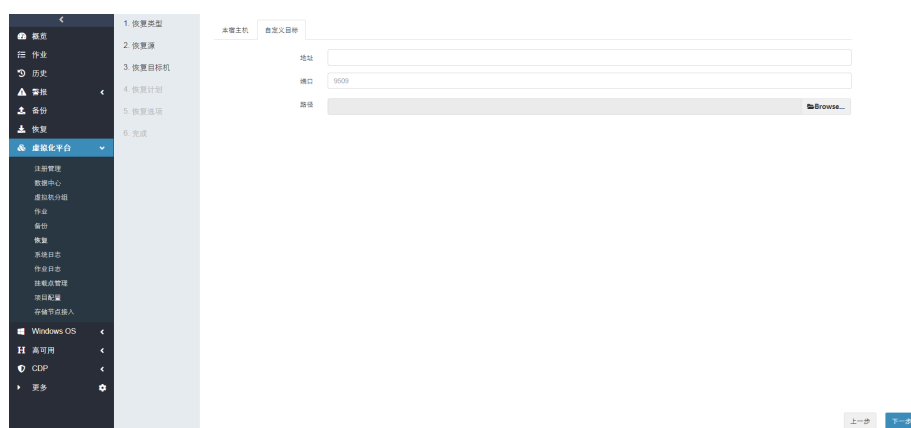 概览
作业
历史
警报
备份
恢复
虚拟化平台
注册管理
数据中心
虚拟机分组
作业
备份
恢复
系统日志
作业日志
挂载点管理
项目配置
存储节点接入
Windows OS
高可用
CDP
更多
1. 恢复类型
2. 恢复源
3. 恢复目标机
4. 恢复计划
5. 恢复选项
6. 完成
本宿主机 自定义目标
地址
端口 9509
路径 Browse...
上一步 下一步